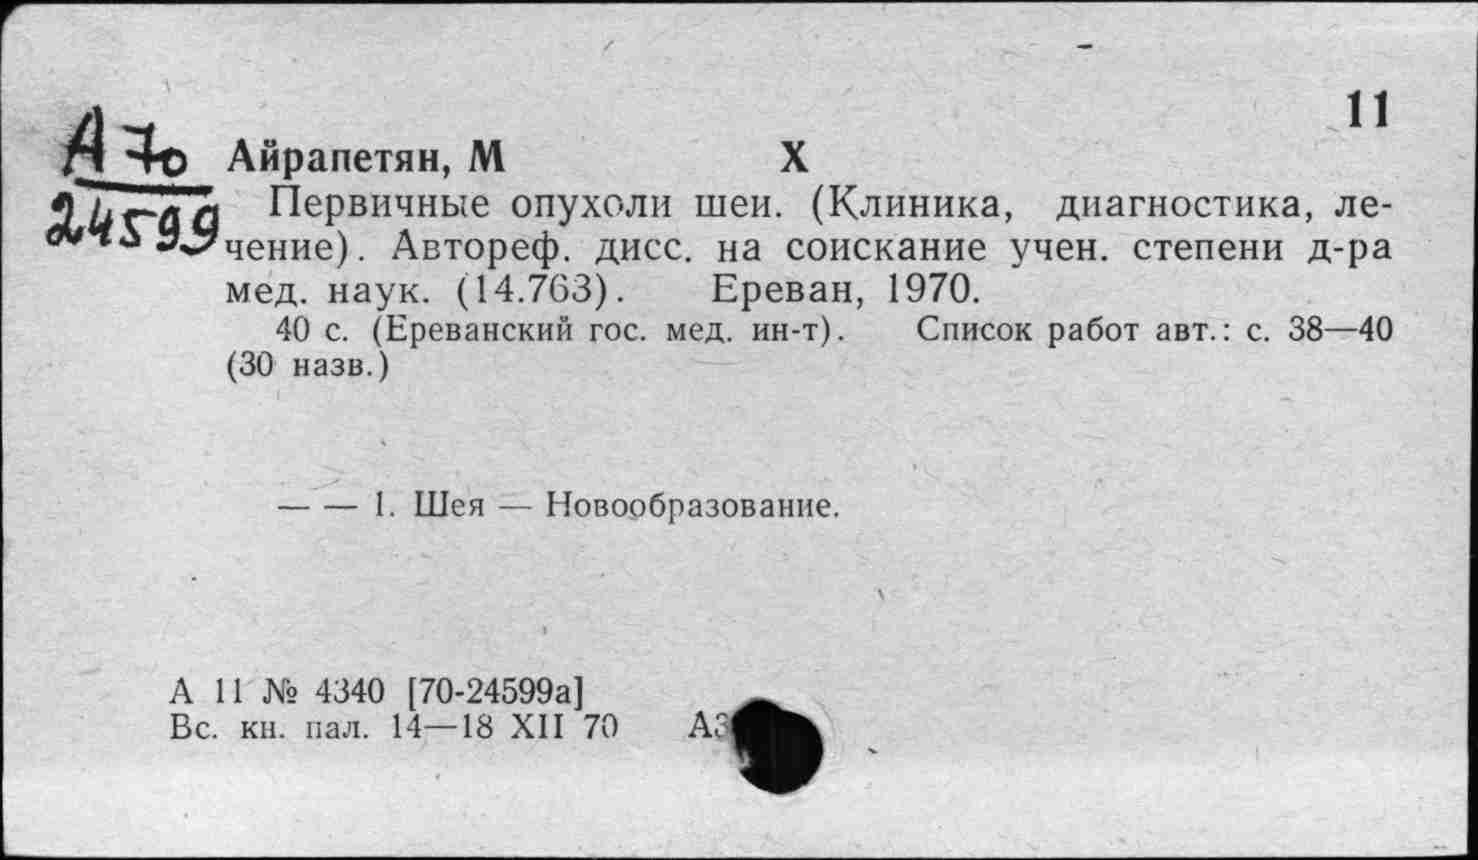 11
А 70
24599
Айрапетян, М Х
Первичные опухоли шеи. (Клиника, диагностика, ле-
чение). Автореф. дисс. на соискание учен. степени д-ра
мед. наук. (14.763). Ереван, 1970.
40 с. (Ереванский гос. мед. ин-т). Список работ авт.: с. 38—40
(30 назв.)
— — 1. Шея — Новообразование.
А 11 № 4340 [70-24599а]
Вс. кн. пал. 14—18 XII 70